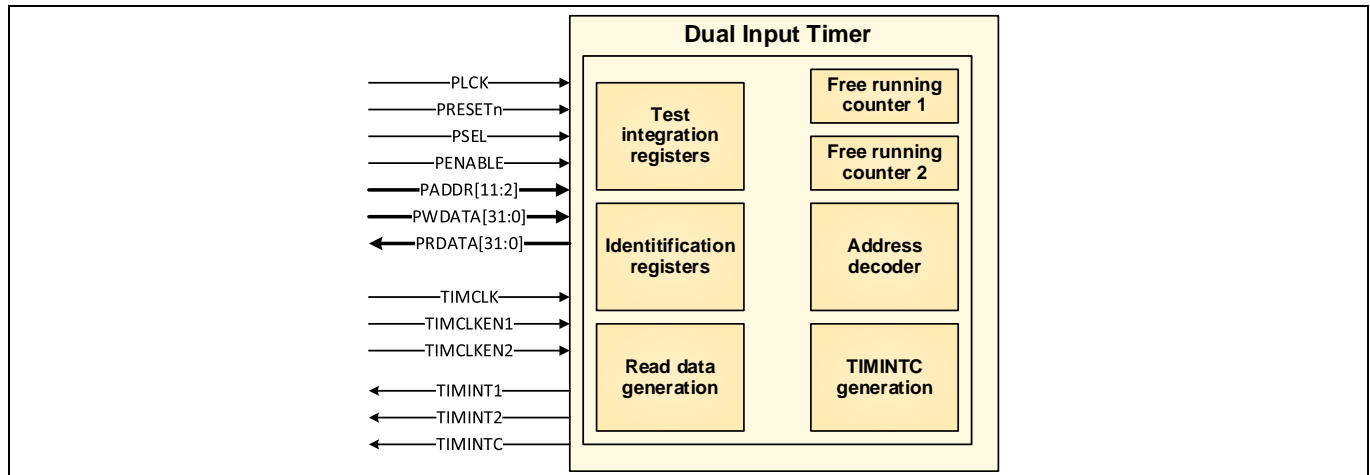 Dual Input Timer
PLCK
PRESETn
PSEL
PENABLE
PADDR[11:2]
PWDATA[31:0]
PRDATA[31:0]
TIMCLK
TIMCLKEN1
TIMCLKEN2
TIMINT1
TIMINT2
TIMINTC
Test
integration
registers
Free running
counter 1
Free running
counter 2
Identitification
registers
Address
decoder
Read data
generation
TIMINTC
generation